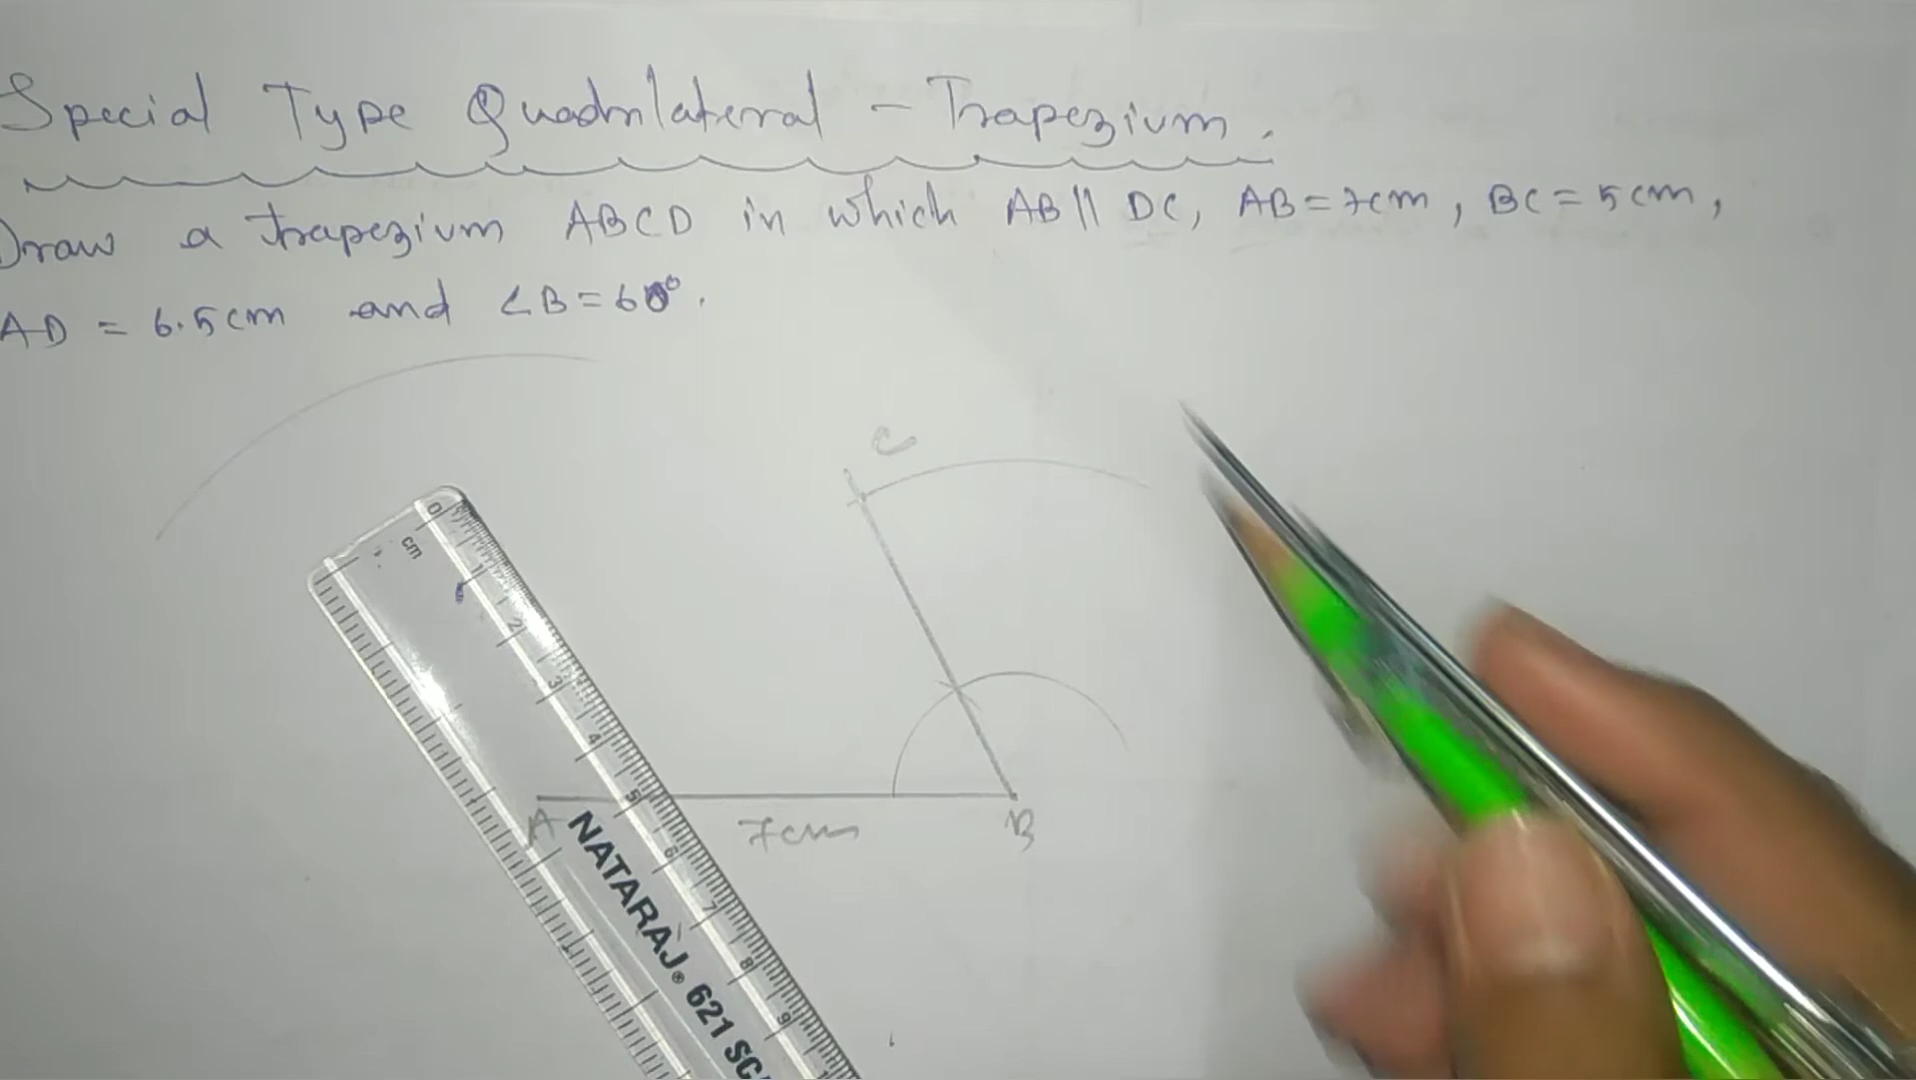 Special Type Quadrilateral - Trapezium.
Draw a trapezium ABCD in which AB || DC, AB = 7cm, BC = 5cm,
AD = 6.5cm and ∠B = 60°.
C
0
cm
1
2
3
4
5
6
7
8
9
NATARAJ® 621 SC
A 7cm B